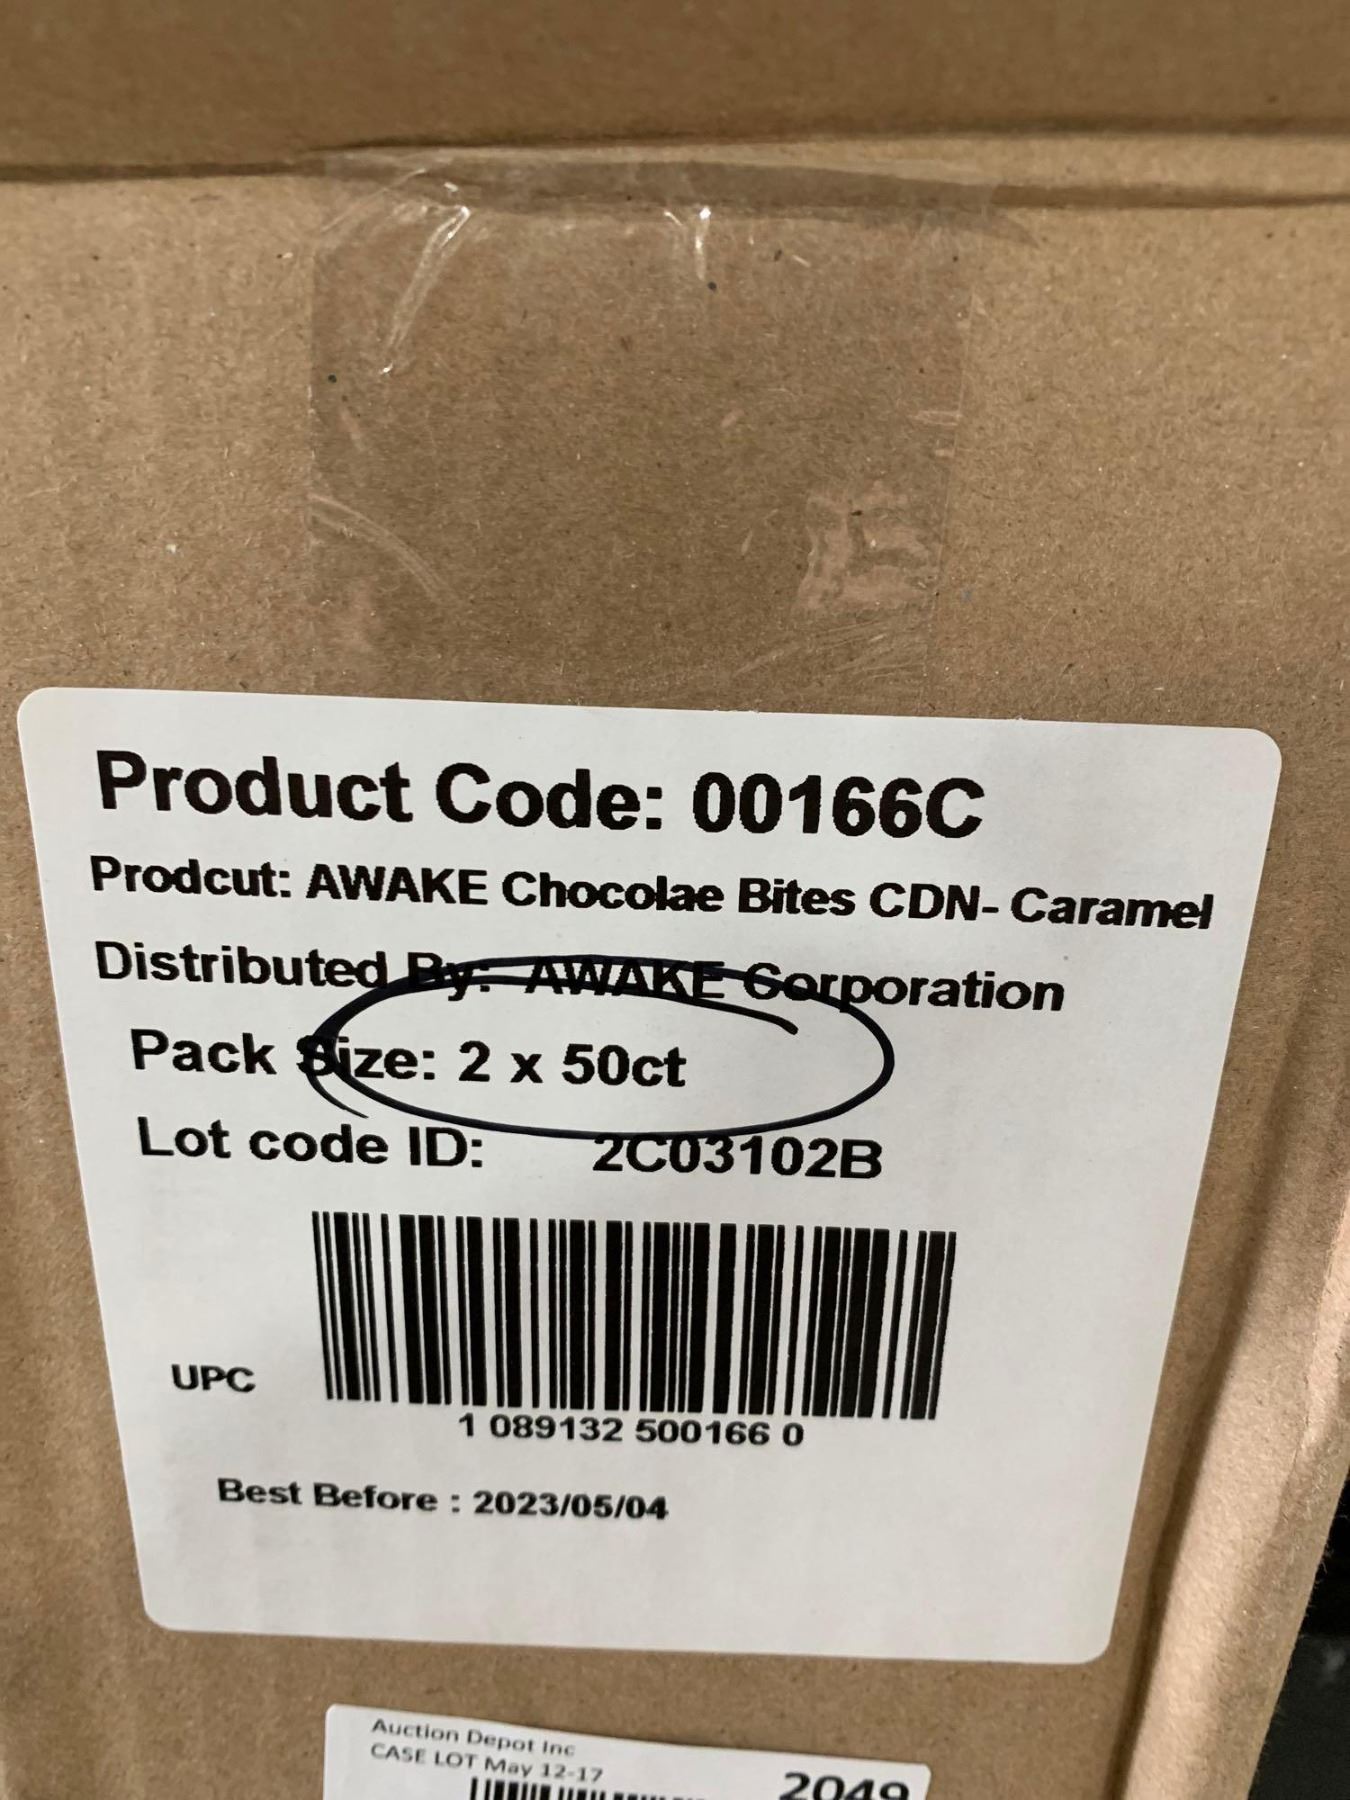 Product Code: 00166C
Prodcut: AWAKE Chocolae Bites CDN- Caramel
Distributed By: AWAKE Corporation
Pack Size: 2 x 50ct
Lot code ID: 2C03102B
UPC
1 089132 500166 0
Best Before : 2023/05/04
Auction Depot Inc
CASE LOT May 12-17
2049